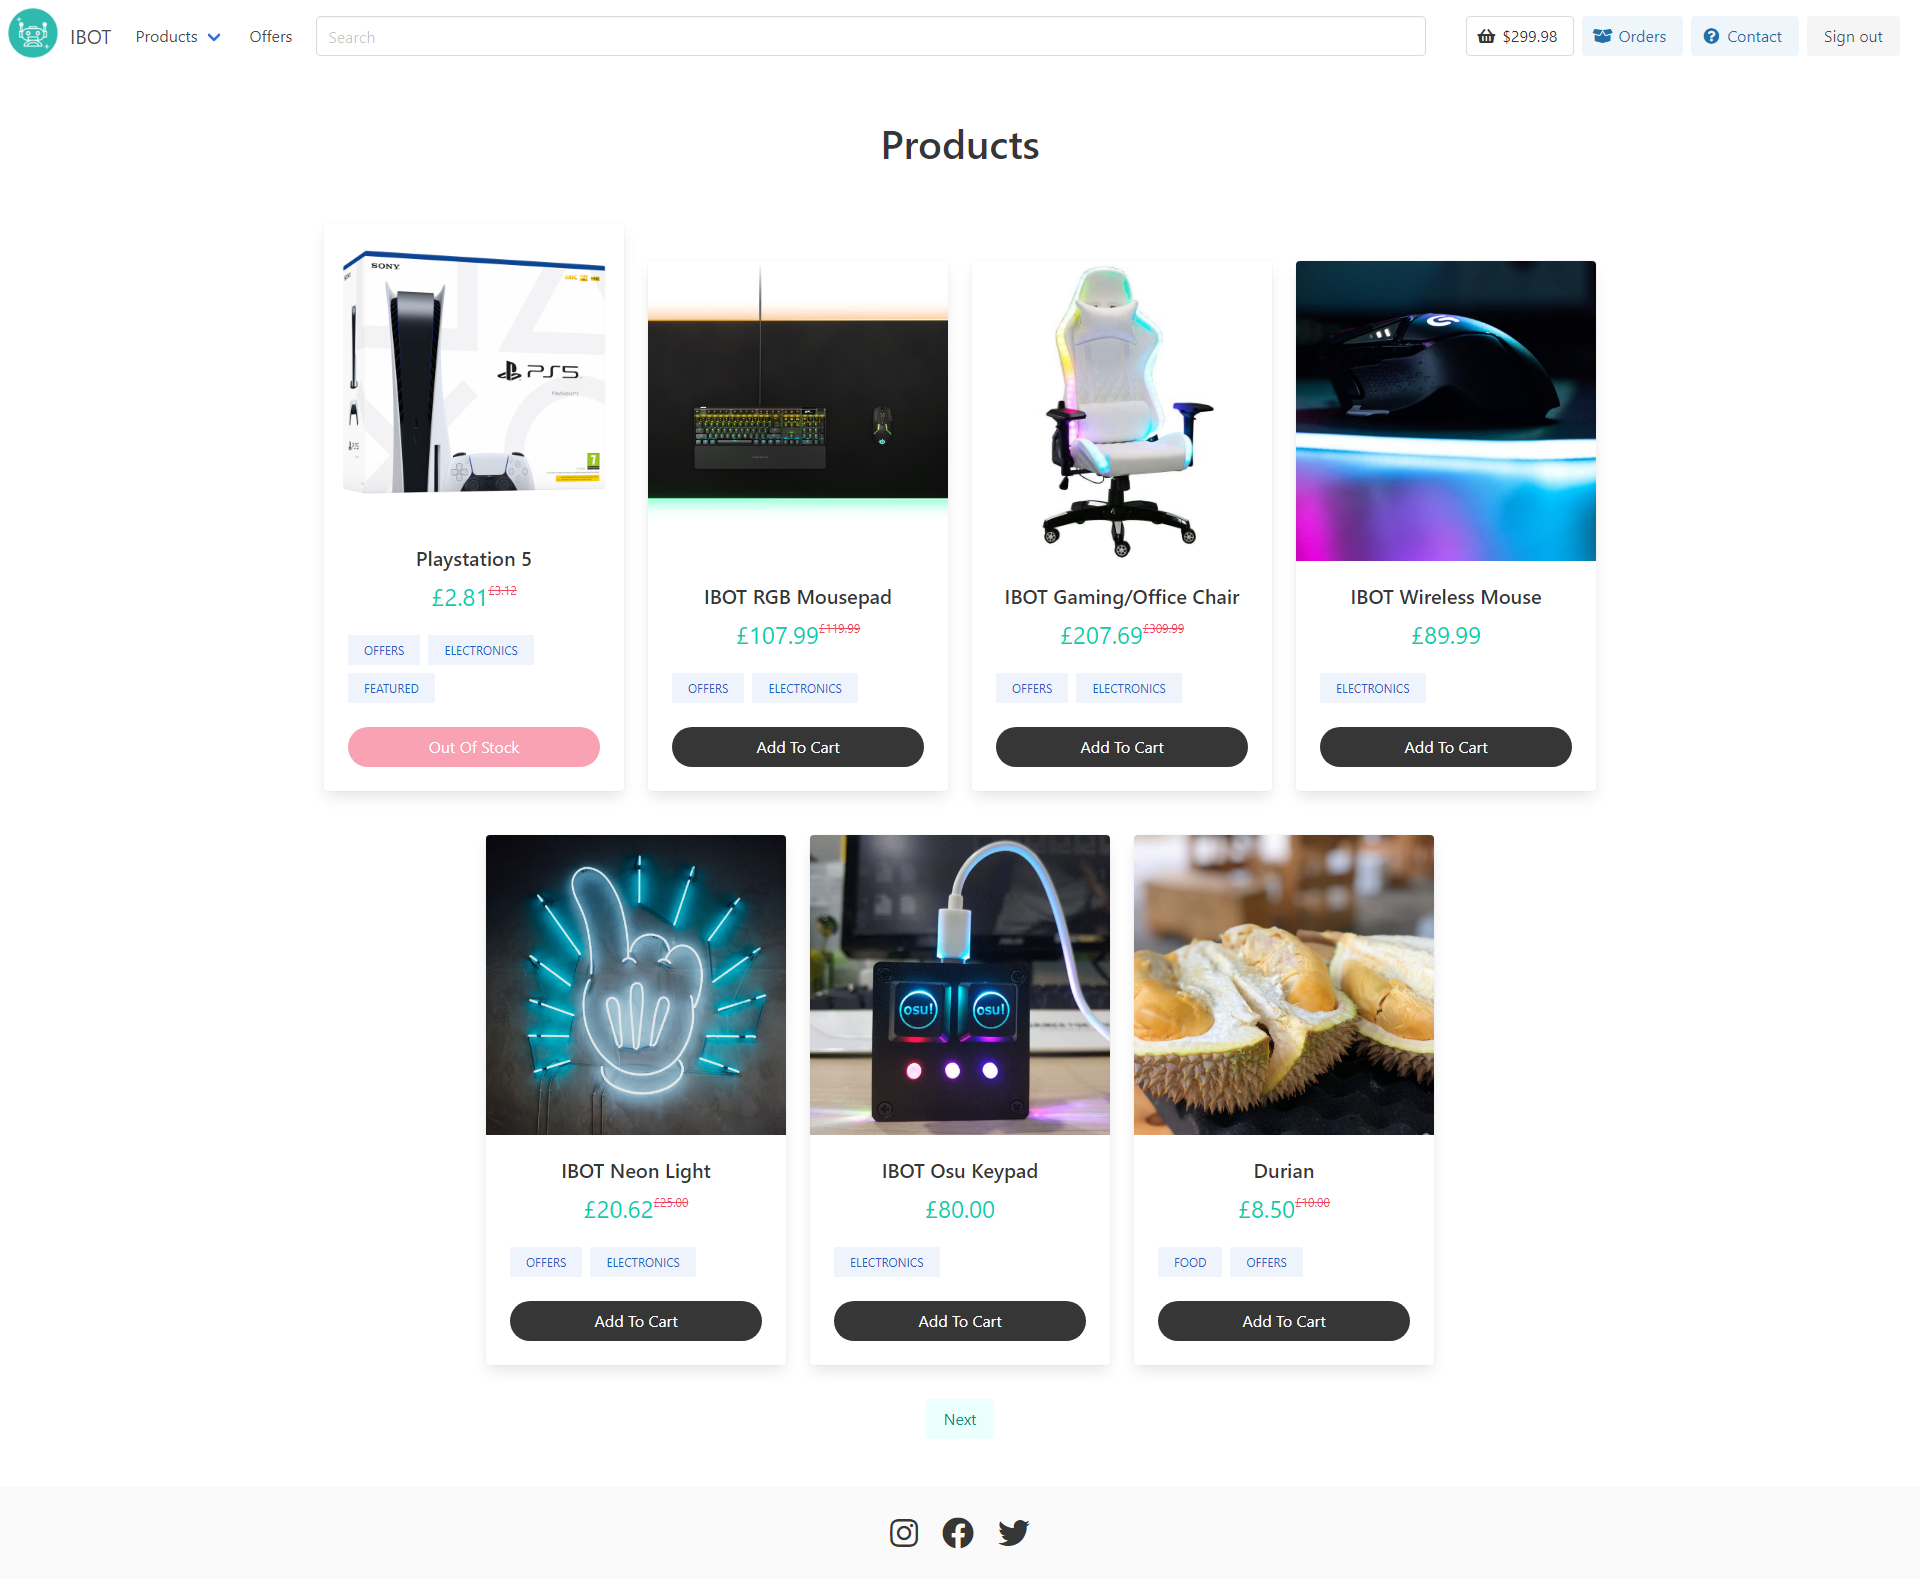 IBOT Products Offers Search $299.98 Orders Contact Sign out
Products
SONY
PS5
7
Playstation 5
£2.81 £3.12
OFFERS ELECTRONICS
FEATURED
Out Of Stock
IBOT RGB Mousepad
£107.99 £119.99
OFFERS ELECTRONICS
Add To Cart
IBOT Gaming/Office Chair
£207.69 £309.99
OFFERS ELECTRONICS
Add To Cart
IBOT Wireless Mouse
£89.99
ELECTRONICS
Add To Cart
IBOT Neon Light
£20.62 £25.00
OFFERS ELECTRONICS
Add To Cart
osu! osu!
IBOT Osu Keypad
£80.00
ELECTRONICS
Add To Cart
Durian
£8.50 £10.00
FOOD OFFERS
Add To Cart
Next